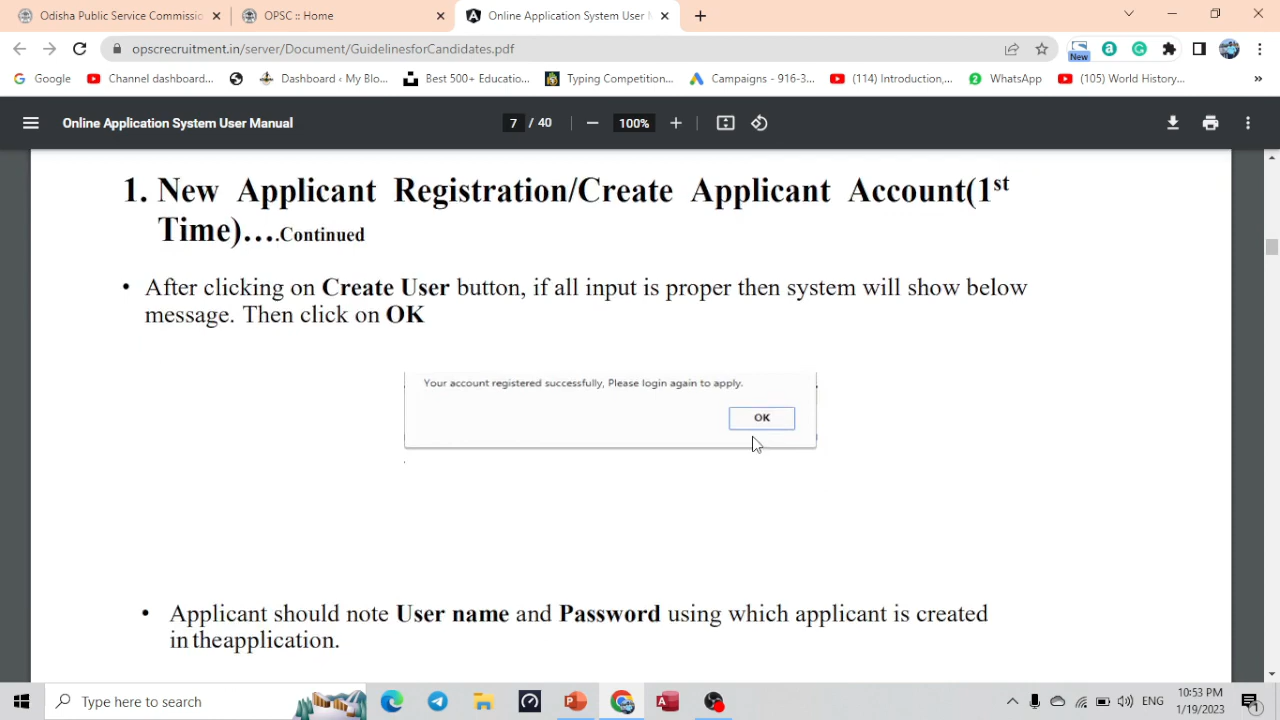 Odisha Public Service Commissio
OPSC :: Home
Online Application System User M
opscrecruitment.in/server/Document/GuidelinesforCandidates.pdf
New
Google
Channel dashboard...
Dashboard ‹ My Blo...
Best 500+ Educatio...
Typing Competition...
Campaigns - 916-3...
(114) Introduction,...
2
WhatsApp
(105) World History...
»
Online Application System User Manual
7 / 40
100%
1. New Applicant Registration/Create Applicant Account(1st
Time)….Continued
• After clicking on Create User button, if all input is proper then system will show below
message. Then click on OK
Your account registered successfully, Please login again to apply.
OK
• Applicant should note User name and Password using which applicant is created
in theapplication.
Type here to search
ENG
10:53 PM
1/19/2023
1